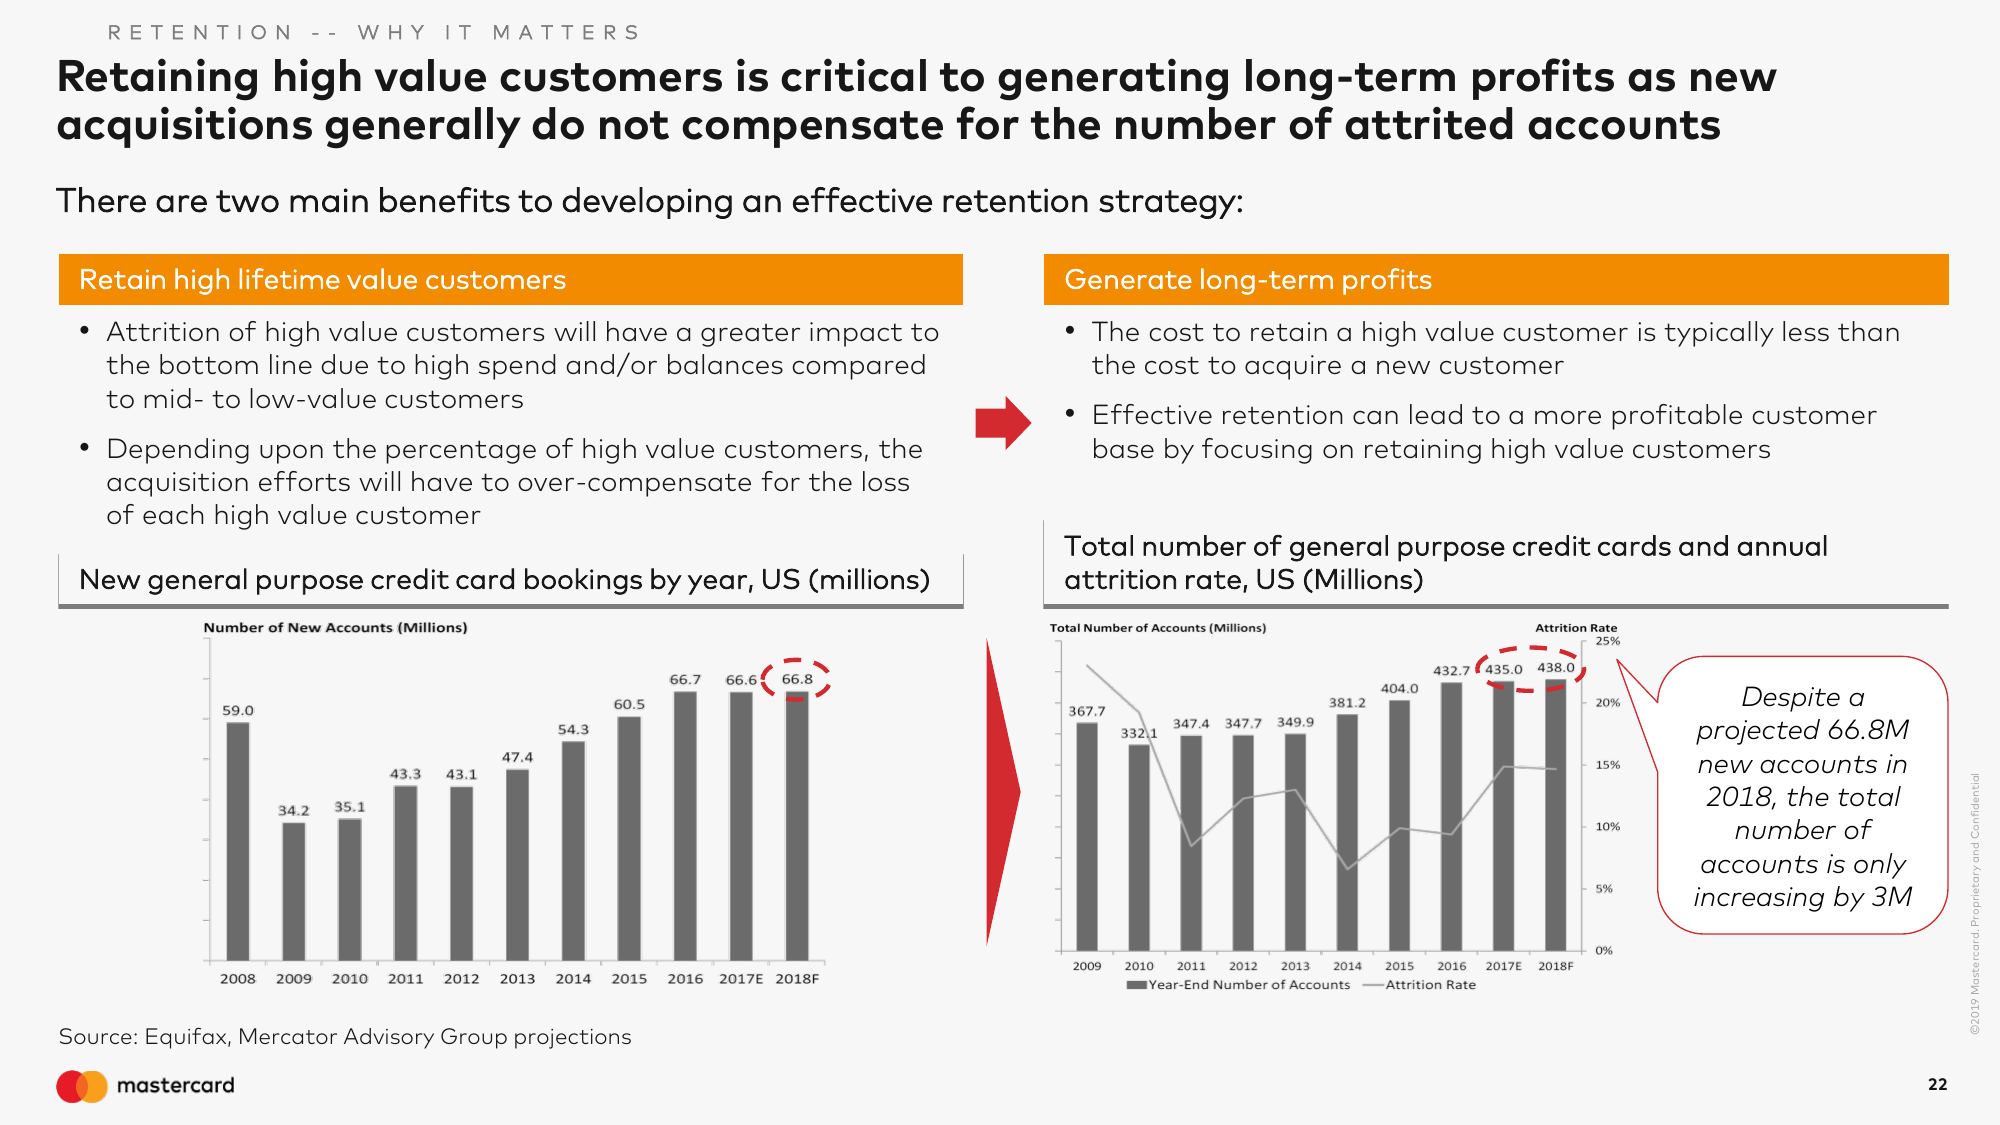 RETENTION -- WHY IT MATTERS
Retaining high value customers is critical to generating long-term profits as new
acquisitions generally do not compensate for the number of attrited accounts
There are two main benefits to developing an effective retention strategy:
Retain high lifetime value customers
• Attrition of high value customers will have a greater impact to
the bottom line due to high spend and/or balances compared
to mid- to low-value customers
• Depending upon the percentage of high value customers, the
acquisition efforts will have to over-compensate for the loss
of each high value customer
New general purpose credit card bookings by year, US (millions)
Number of New Accounts (Millions)
59.0
34.2
35.1
43.3
43.1
47.4
54.3
60.5
66.7
66.6
66.8
2008 2009 2010 2011 2012 2013 2014 2015 2016 2017E 2018F
Generate long-term profits
• The cost to retain a high value customer is typically less than
the cost to acquire a new customer
• Effective retention can lead to a more profitable customer
base by focusing on retaining high value customers
Total number of general purpose credit cards and annual
attrition rate, US (Millions)
Total Number of Accounts (Millions)
Attrition Rate
367.7
332.1
347.4
347.7
349.9
381.2
404.0
432.7
435.0
438.0
25%
20%
15%
10%
5%
0%
2009 2010 2011 2012 2013 2014 2015 2016 2017E 2018F
Year-End Number of Accounts Attrition Rate
Despite a
projected 66.8M
new accounts in
2018, the total
number of
accounts is only
increasing by 3M
©2019 Mastercard. Proprietary and Confidential
Source: Equifax, Mercator Advisory Group projections
mastercard
22